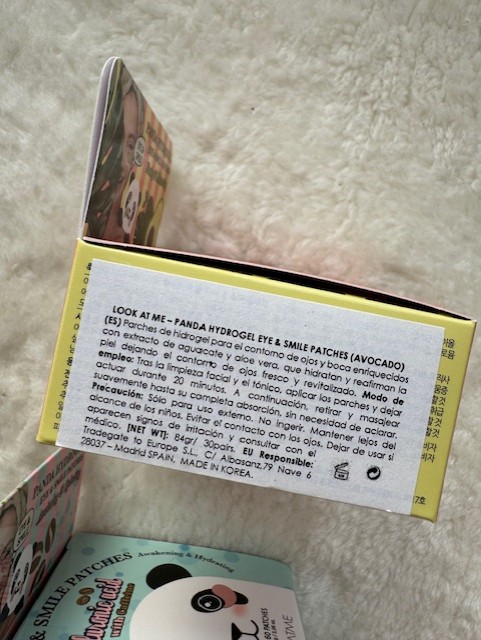 LOOK AT ME – PANDA HYDROGEL EYE & SMILE PATCHES (AVOCADO)
(ES) Parches de hidrogel para el contorno de ojos y boca enriquecidos
con extracto de aguacate y aloe vera, que hidratan y reafirman la
piel dejando el contorno de ojos fresco y revitalizado. Modo de
empleo: Tras la limpieza facial y el tónico, aplicar los parches y dejar
actuar durante 20 minutos. A continuación, retirar y masajear
suavemente hasta su completa absorción, sin necesidad de aclarar.
Precaución: Sólo para uso externo. No ingerir. Mantener lejos del
alcance de los niños. Evitar el contacto con los ojos. Dejar de usar si
aparecen signos de irritación y consultar con el
médico. [NET WT]: 84gr/ 30pairs. EU Responsible:
Tradegate to Europe S.L. C/ Albasanz,79 Nave 6
28037 – Madrid SPAIN, MADE IN KOREA.
7호
& SMILE PATCHES
Awakening & Hydrating
with Caffeine
60 PATCHES